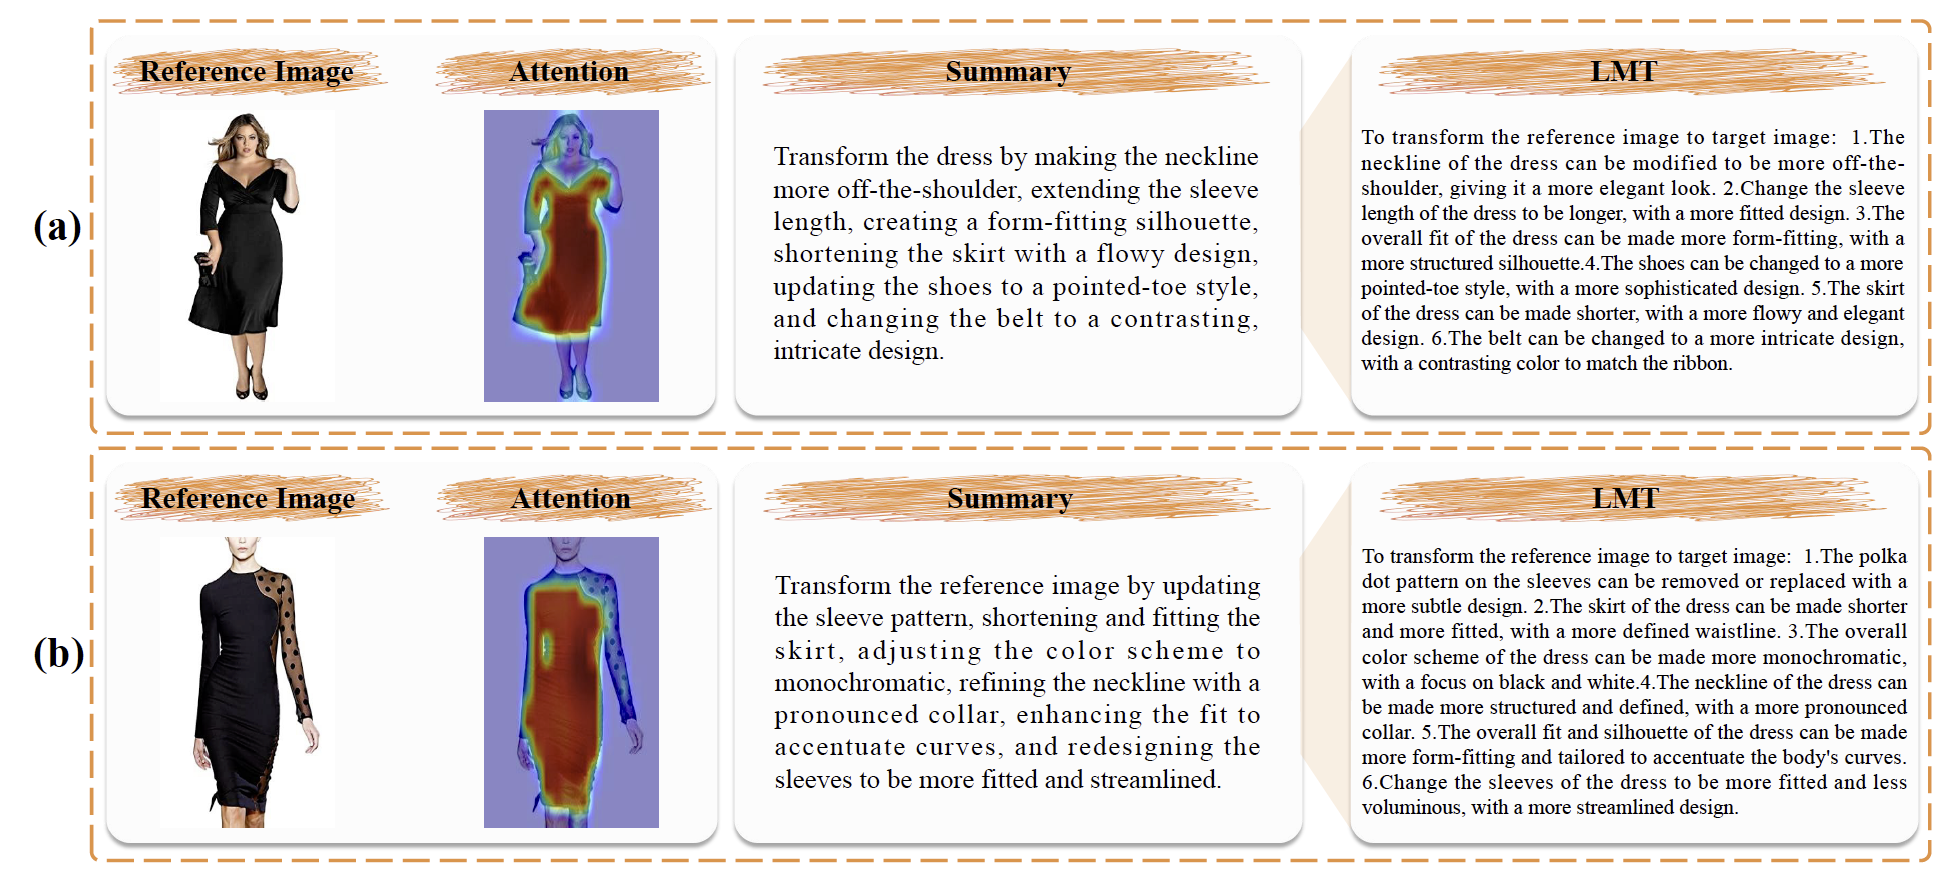 (a)
Reference Image
Attention
Summary
Transform the dress by making the neckline
more off-the-shoulder, extending the sleeve
length, creating a form-fitting silhouette,
shortening the skirt with a flowy design,
updating the shoes to a pointed-toe style,
and changing the belt to a contrasting,
intricate design.
LMT
To transform the reference image to target image: 1.The
neckline of the dress can be modified to be more off-the-
shoulder, giving it a more elegant look. 2.Change the sleeve
length of the dress to be longer, with a more fitted design. 3.The
overall fit of the dress can be made more form-fitting, with a
more structured silhouette.4.The shoes can be changed to a more
pointed-toe style, with a more sophisticated design. 5.The skirt
of the dress can be made shorter, with a more flowy and elegant
design. 6.The belt can be changed to a more intricate design,
with a contrasting color to match the ribbon.
(b)
Reference Image
Attention
Summary
Transform the reference image by updating
the sleeve pattern, shortening and fitting the
skirt, adjusting the color scheme to
monochromatic, refining the neckline with a
pronounced collar, enhancing the fit to
accentuate curves, and redesigning the
sleeves to be more fitted and streamlined.
LMT
To transform the reference image to target image: 1.The polka
dot pattern on the sleeves can be removed or replaced with a
more subtle design. 2.The skirt of the dress can be made shorter
and more fitted, with a more defined waistline. 3.The overall
color scheme of the dress can be made more monochromatic,
with a focus on black and white.4.The neckline of the dress can
be made more structured and defined, with a more pronounced
collar. 5.The overall fit and silhouette of the dress can be made
more form-fitting and tailored to accentuate the body's curves.
6.Change the sleeves of the dress to be more fitted and less
voluminous, with a more streamlined design.